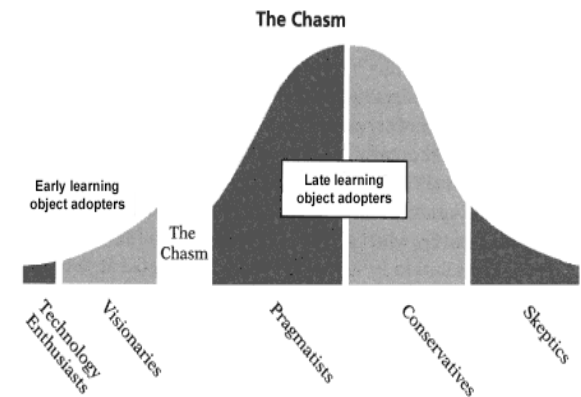 The Chasm
Early learning
object adopters
Late learning
object adopters
The
Chasm
Technology
Enthusiasts
Visionaries
Pragmatists
Conservatives
Skeptics